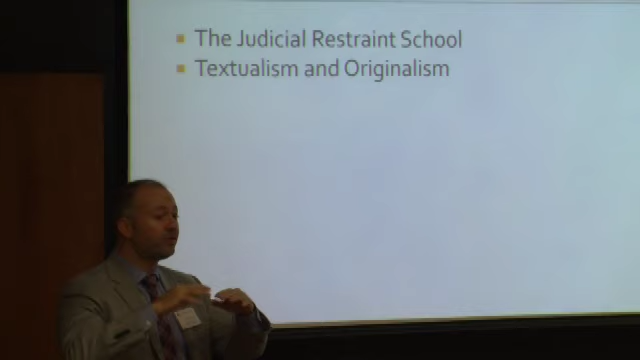 The Judicial Restraint School
Textualism and Originalism